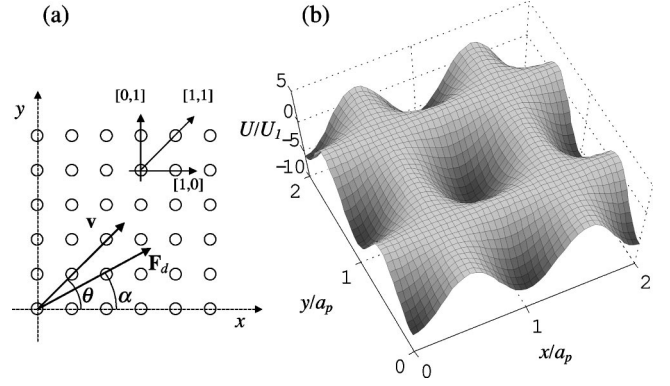 (a)
y
[0,1]
[1,1]
[1,0]
v
F_d
θ
α
x
(b)
U/U_1
5
0
-5
-10
2
1
0
y/a_p
0
1
2
x/a_p